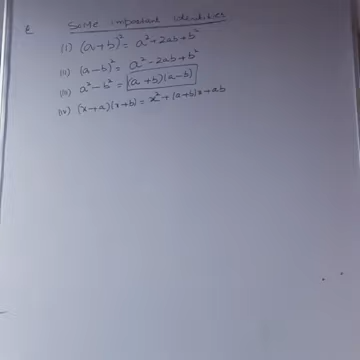 & Some important Identities
(i) (a+b)² = a² + 2ab + b²
(ii) (a-b)² = a² - 2ab + b²
(iii) a² - b² = (a+b)(a-b)
(iv) (x+a)(x+b) = x² + (a+b)x + ab